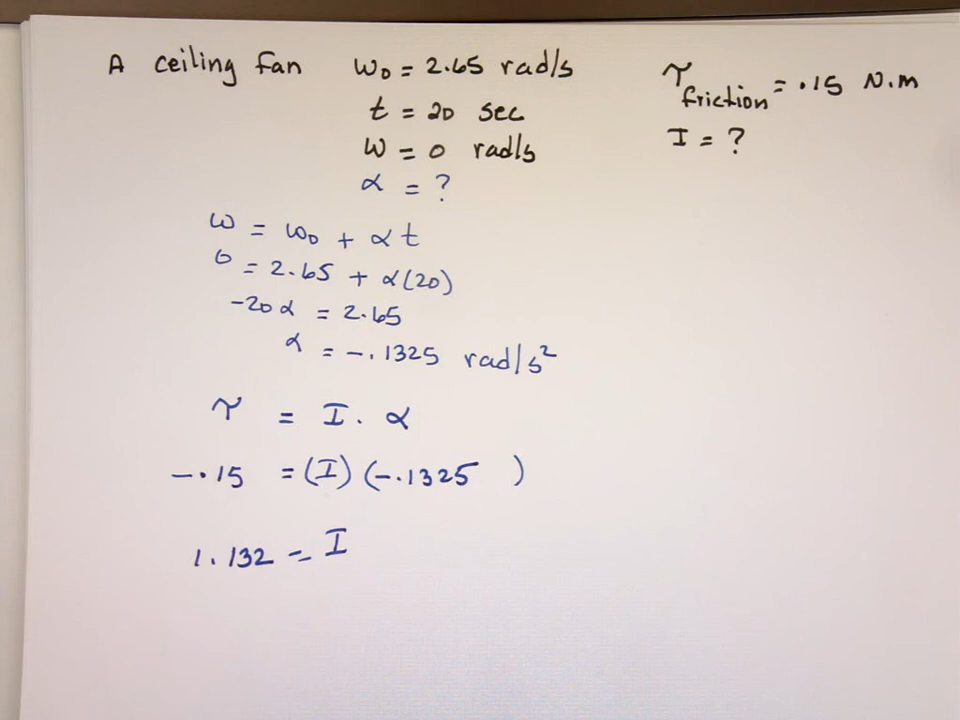 A ceiling fan ω₀ = 2.65 rad/s
t = 20 sec
ω = 0 rad/s
α = ?
τ friction = .15 N.m
I = ?
ω = ω₀ + αt
0 = 2.65 + α(20)
-20α = 2.65
α = -.1325 rad/s²
τ = I . α
-.15 = (I)(-.1325 )
1.132 = I